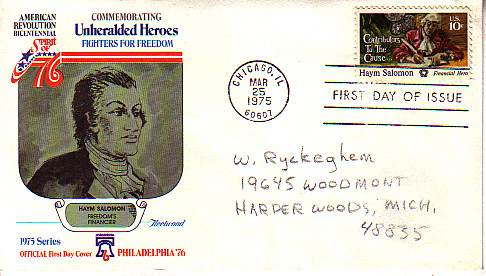 AMERICAN
REVOLUTION
BICENTENNIAL
SPIRIT OF
'76
COMMEMORATING
Unheralded Heroes
FIGHTERS FOR FREEDOM
HAYM SALOMON
FREEDOM'S
FINANCIER
Fleetwood
1975 Series
OFFICIAL First Day Cover
76
PHILADELPHIA '76
CHICAGO, IL
MAR
25
1975
60607
Contributors
To The
Cause...
U.S.
10c
Haym Salomon
Financial Hero
FIRST DAY OF ISSUE
W. Ryckeghem
19645 WOODMONT
HARPER WOODS, MICH.
48835